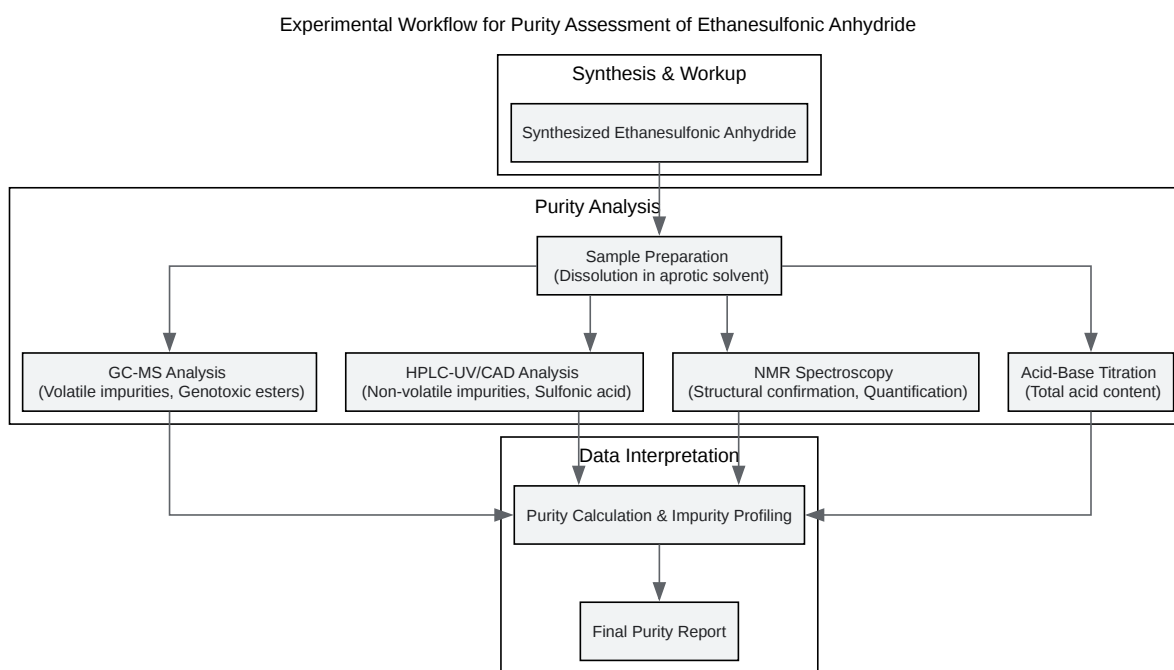 Experimental Workflow for Purity Assessment of Ethanesulfonic Anhydride
Synthesis & Workup
Synthesized Ethanesulfonic Anhydride
Purity Analysis
Sample Preparation
(Dissolution in aprotic solvent)
GC-MS Analysis
(Volatile impurities, Genotoxic esters)
HPLC-UV/CAD Analysis
(Non-volatile impurities, Sulfonic acid)
NMR Spectroscopy
(Structural confirmation, Quantification)
Acid-Base Titration
(Total acid content)
Data Interpretation
Purity Calculation & Impurity Profiling
Final Purity Report